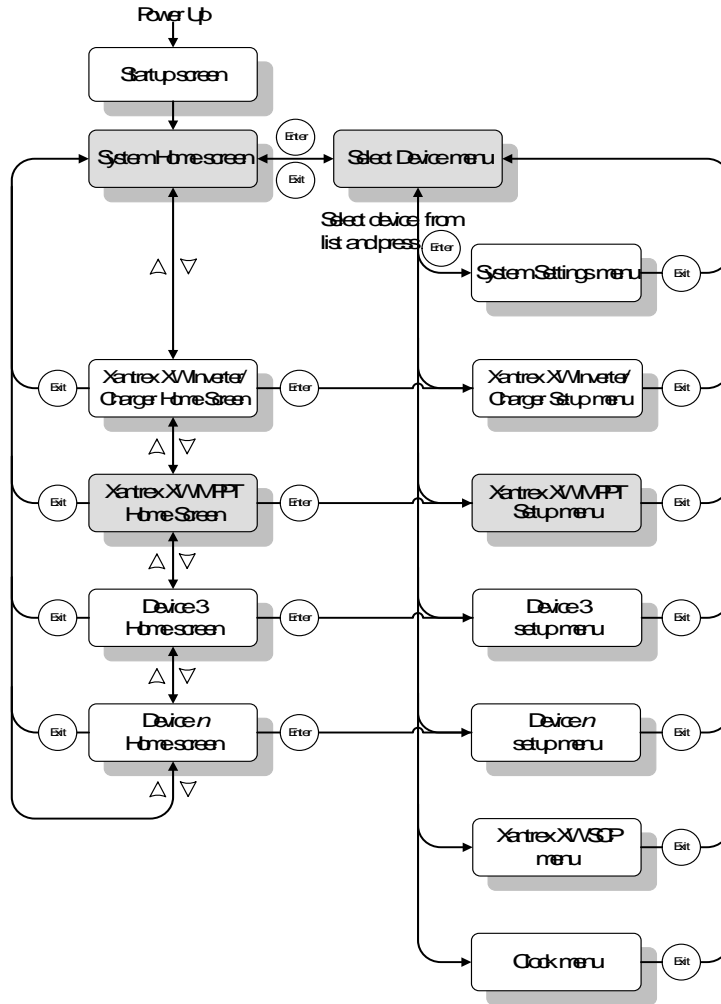 Power Up
Startup screen
Enter
System Home screen
Select Device menu
Exit
Select device from
list and press
Enter
System Settings menu
Exit
Exit
Xantrex XW Inverter/
Charger Home Screen
Enter
Xantrex XW Inverter/
Charger Setup menu
Exit
Exit
Xantrex XW MPPT
Home Screen
Enter
Xantrex XW MPPT
Setup menu
Exit
Exit
Device 3
Home screen
Enter
Device 3
setup menu
Exit
Exit
Device n
Home screen
Enter
Device n
setup menu
Exit
Xantrex XW SCP
menu
Exit
Clock menu
Exit